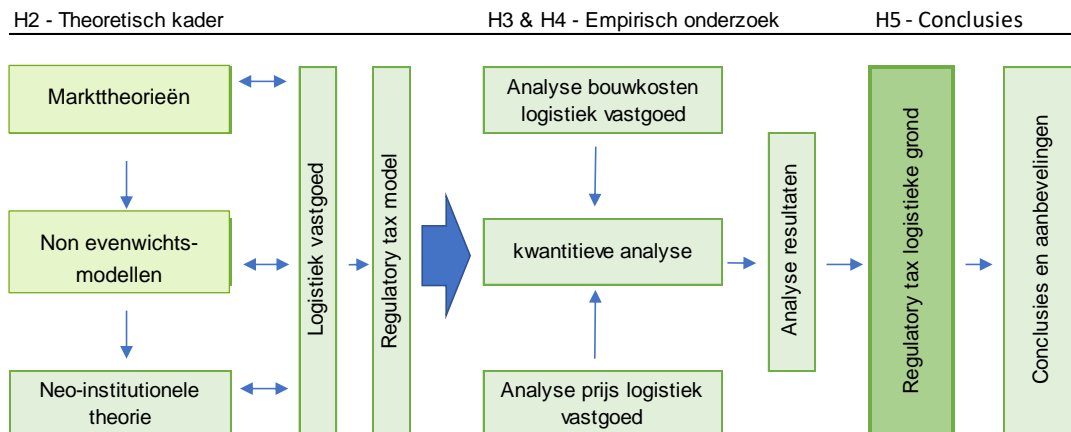 H2 - Theoretisch kader
H3 & H4 - Empirisch onderzoek
H5 - Conclusies
Markttheorieën
Non evenwichts-
modellen
Neo-institutionele
theorie
Logistiek vastgoed
Regulatory tax model
Analyse bouwkosten
logistiek vastgoed
kwantitieve analyse
Analyse prijs logistiek
vastgoed
Analyse resultaten
Regulatory tax logistieke grond
Conclusies en aanbevelingen